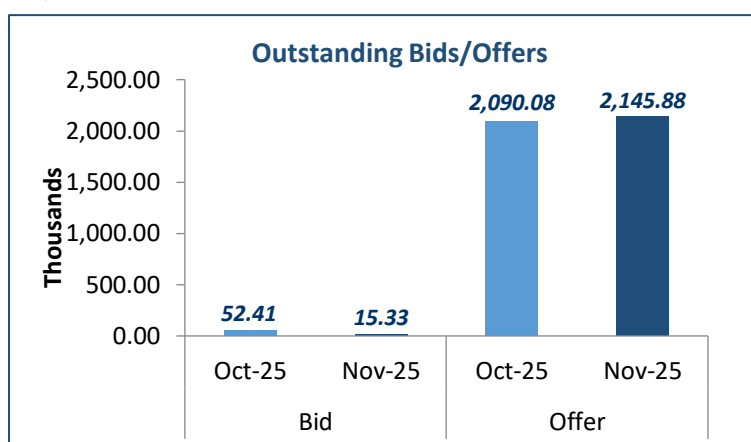 Outstanding Bids/Offers
Thousands
2,500.00
2,000.00
1,500.00
1,000.00
500.00
0.00
52.41
15.33
2,090.08
2,145.88
Oct-25 Nov-25 Oct-25 Nov-25
Bid Offer